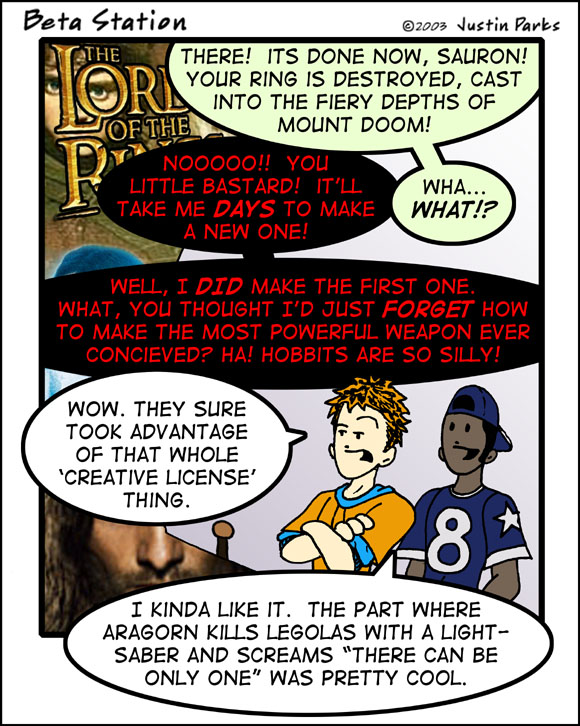 Beta Station
©2003 Justin Parks
THE
LORD
OF THE
RINGS
THERE! ITS DONE NOW, SAURON!
YOUR RING IS DESTROYED, CAST
INTO THE FIERY DEPTHS OF
MOUNT DOOM!
NOOOOO!! YOU
LITTLE BASTARD! IT'LL
TAKE ME DAYS TO MAKE
A NEW ONE!
WHA...
WHAT!?
WELL, I DID MAKE THE FIRST ONE.
WHAT, YOU THOUGHT I'D JUST FORGET HOW
TO MAKE THE MOST POWERFUL WEAPON EVER
CONCIEVED? HA! HOBBITS ARE SO SILLY!
WOW. THEY SURE
TOOK ADVANTAGE
OF THAT WHOLE
'CREATIVE LICENSE'
THING.
8
I KINDA LIKE IT. THE PART WHERE
ARAGORN KILLS LEGOLAS WITH A LIGHT-
SABER AND SCREAMS "THERE CAN BE
ONLY ONE" WAS PRETTY COOL.